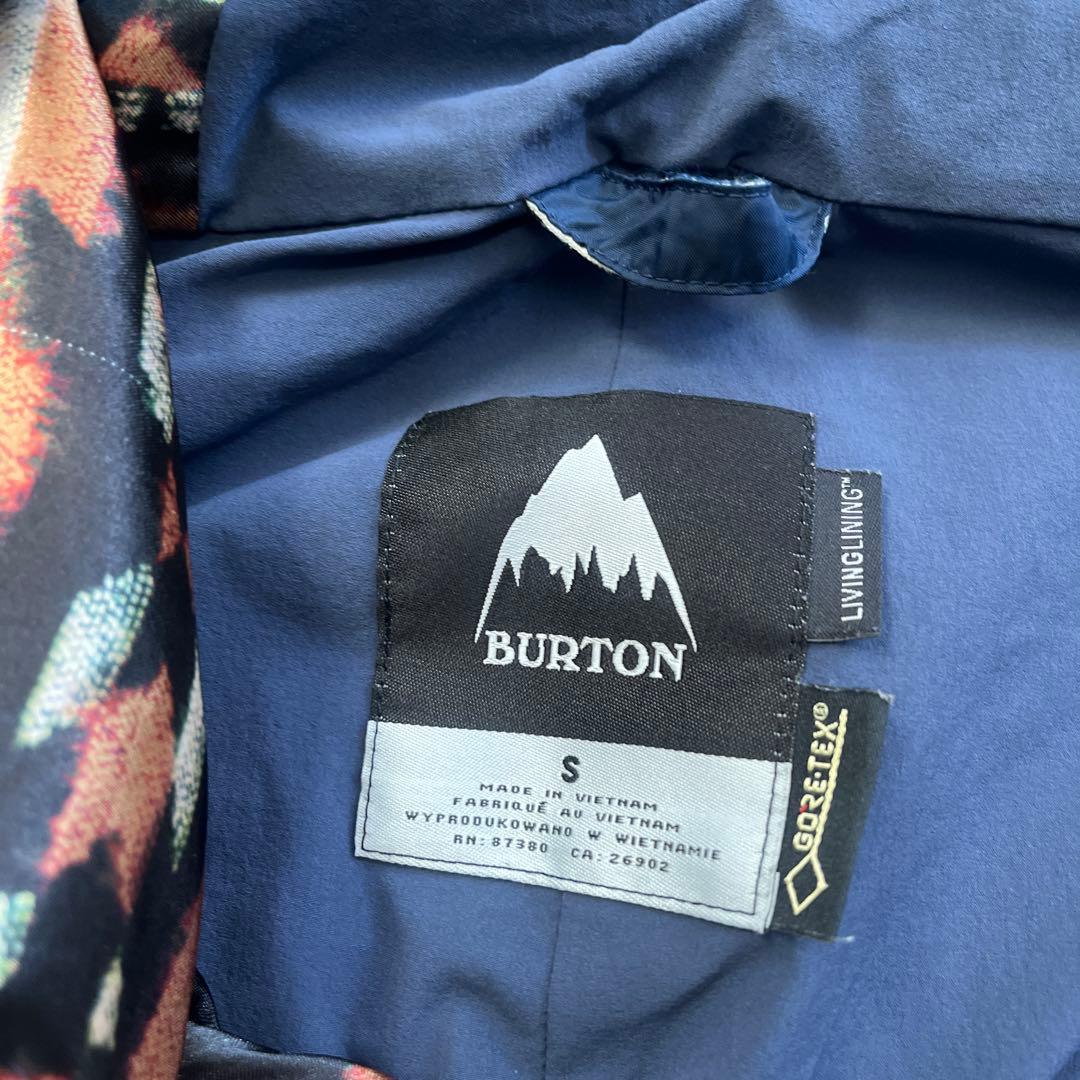 BURTON
S
MADE IN VIETNAM
FABRIQUÉ AU VIETNAM
WYPRODUKOWANO W WIETNAMIE
RN: 87380 CA: 26902
LIVINGLINING™
GORE-TEX®